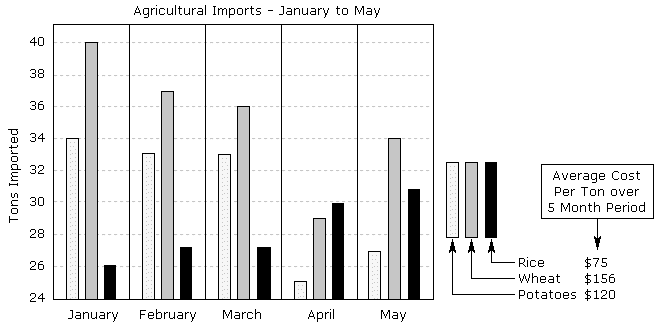 Agricultural Imports - January to May
Tons Imported
40
38
36
34
32
30
28
26
24
January February March April May
Average Cost
Per Ton over
5 Month Period
Rice $75
Wheat $156
Potatoes $120